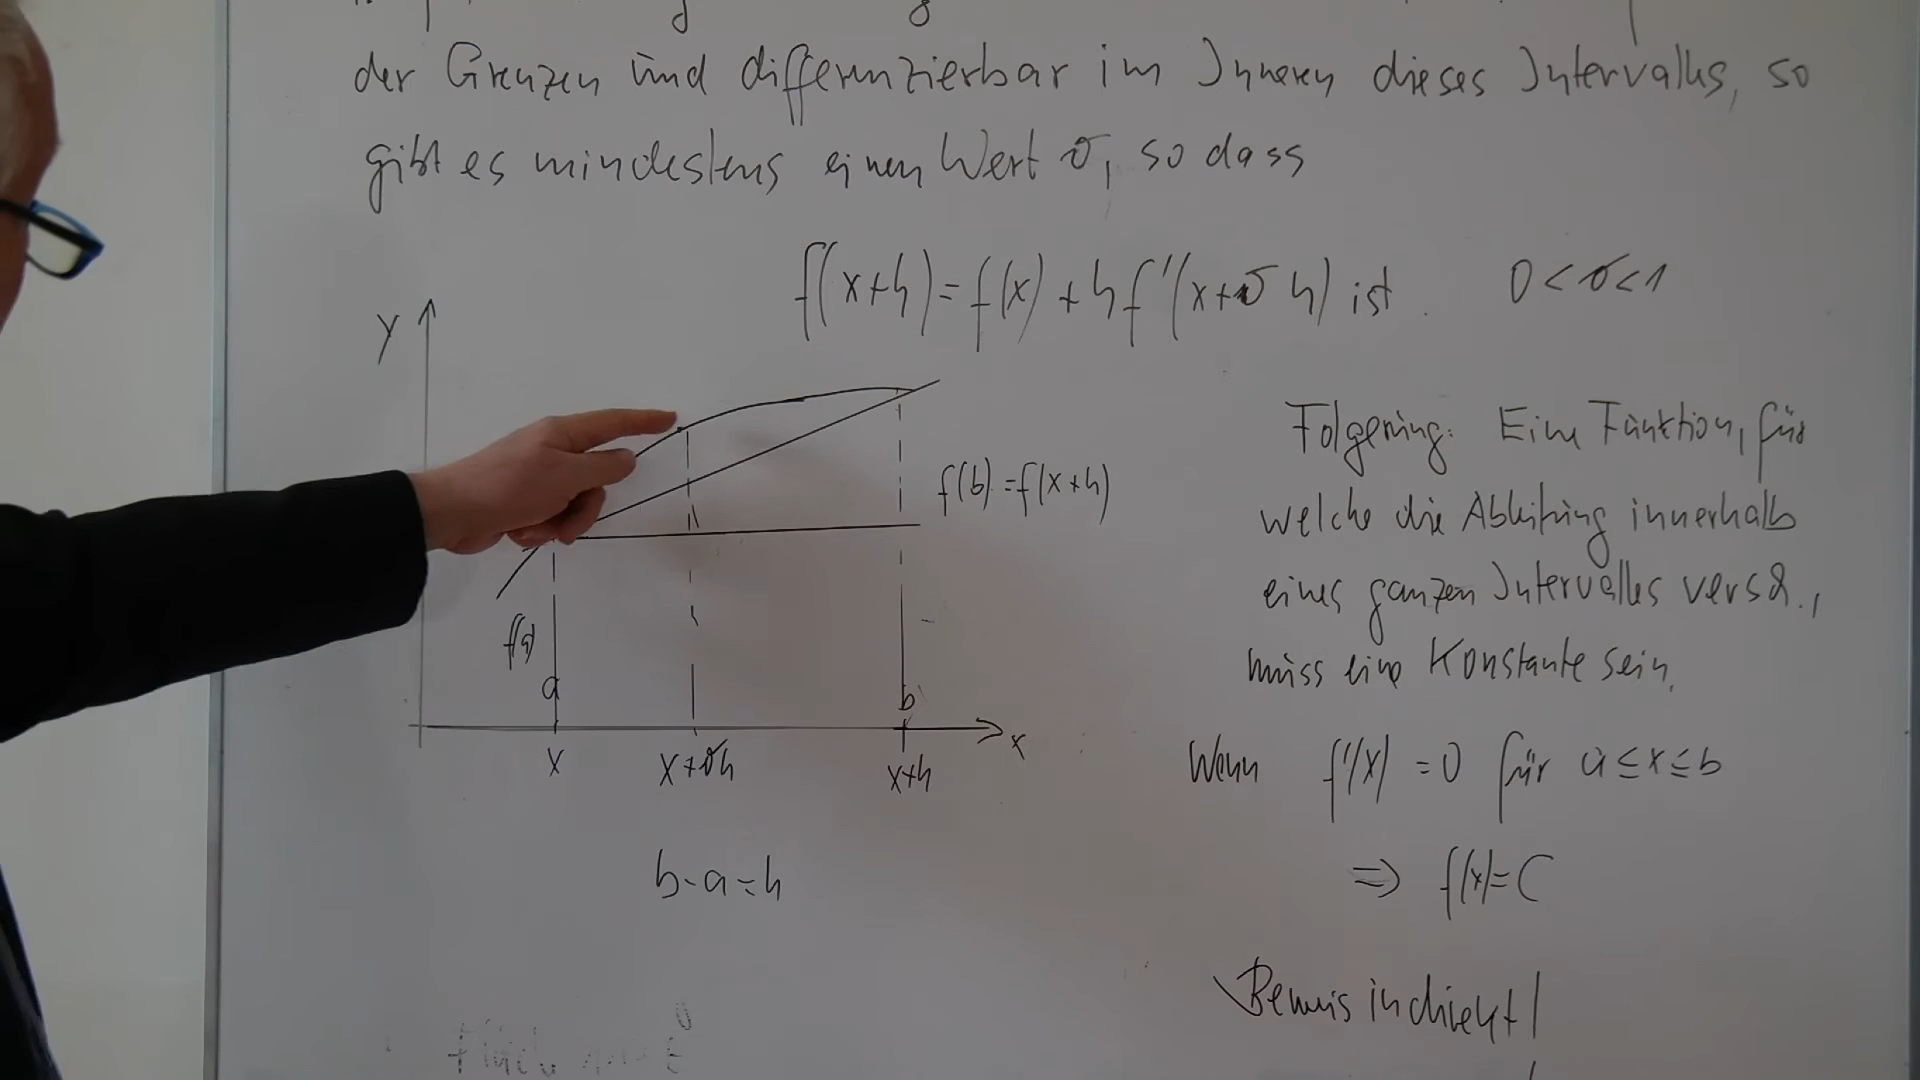 der Grenzen und differenzierbar im Inneren dieses Intervalls, so
gibt es mindestens einen Wert ϑ, so dass
f(x+h)=f(x)+hf'(x+ϑh) ist 0<ϑ<1
y
f(b)=f(x+h)
f(a)
a
b
x
x
x+ϑh
x+h
b-a=h
Folgerung: Eine Funktion, für
welche die Ableitung innerhalb
eines ganzen Intervalles versch.,
muss eine Konstante sein.
Wenn f'(x)=0 für a≤x≤b
⇒ f(x)=C
Beweis indirekt!